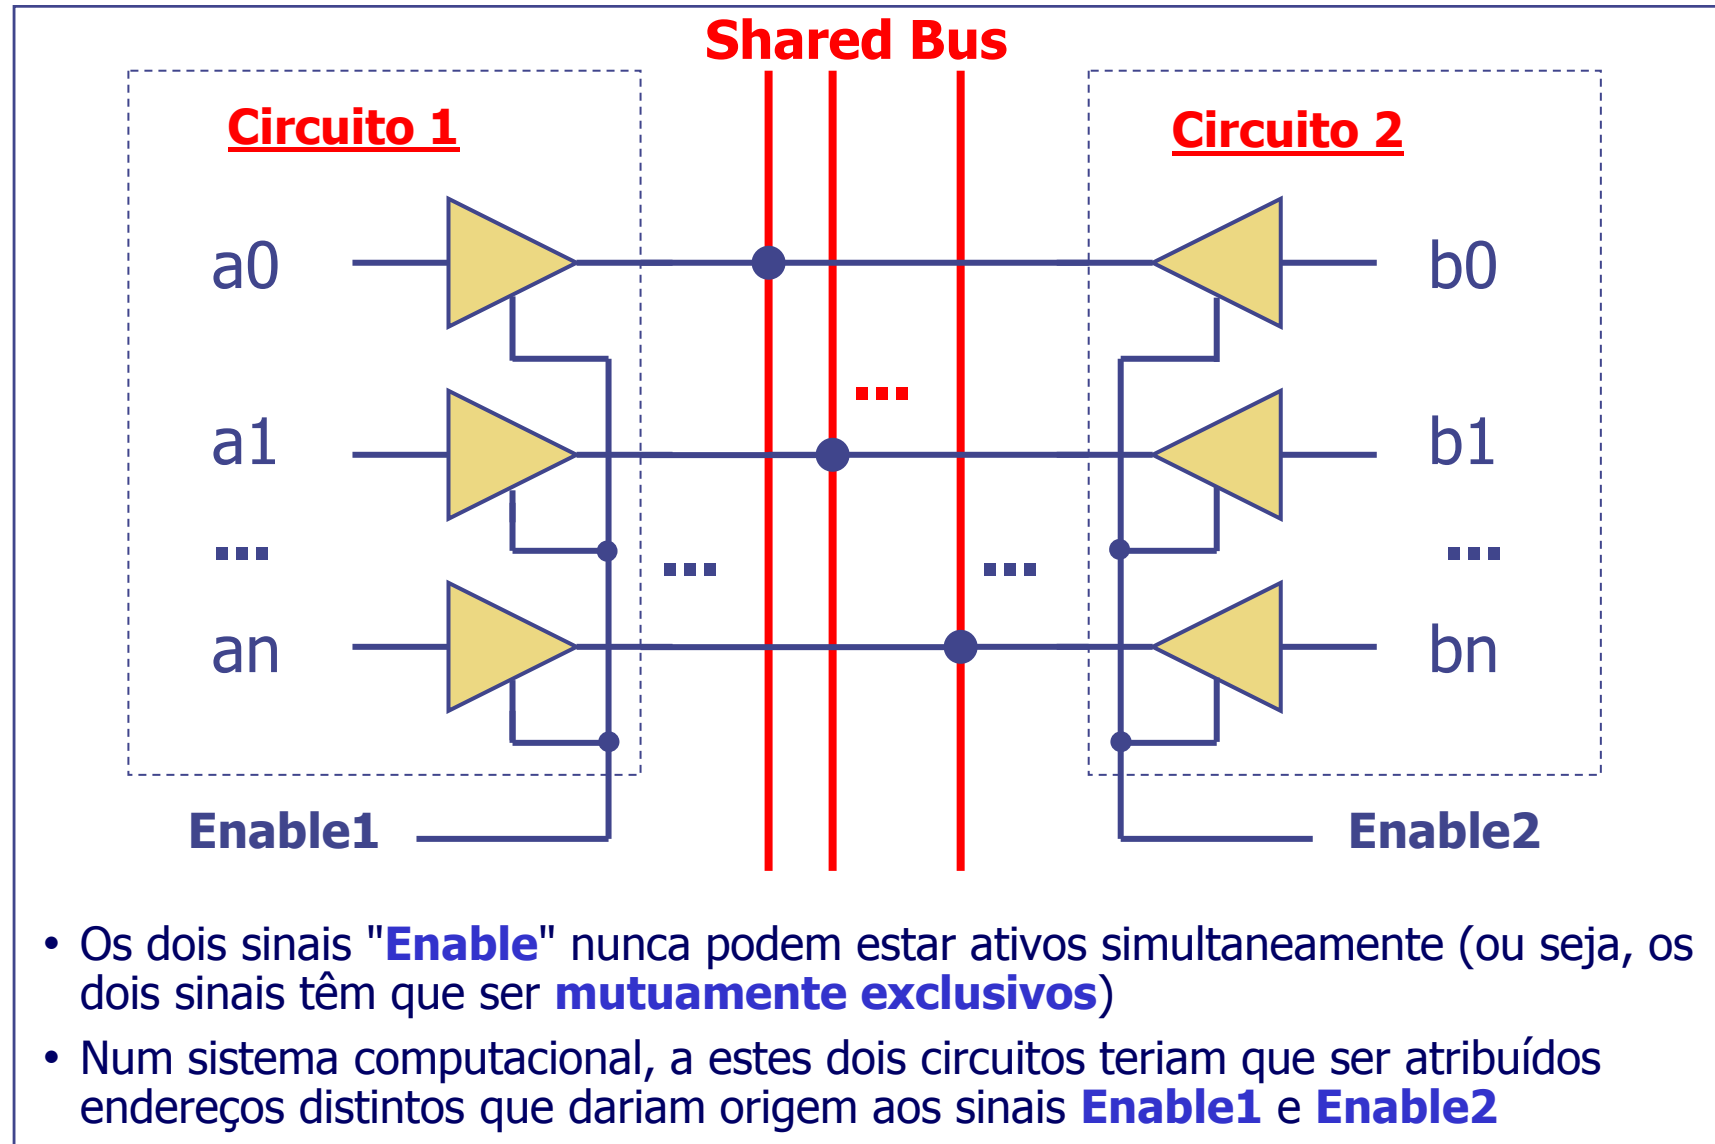 Shared Bus
Circuito 1
Circuito 2
a0
b0
...
a1
b1
...
...
...
...
an
bn
Enable1
Enable2
• Os dois sinais "Enable" nunca podem estar ativos simultaneamente (ou seja, os
dois sinais têm que ser mutuamente exclusivos)
• Num sistema computacional, a estes dois circuitos teriam que ser atribuídos
endereços distintos que dariam origem aos sinais Enable1 e Enable2